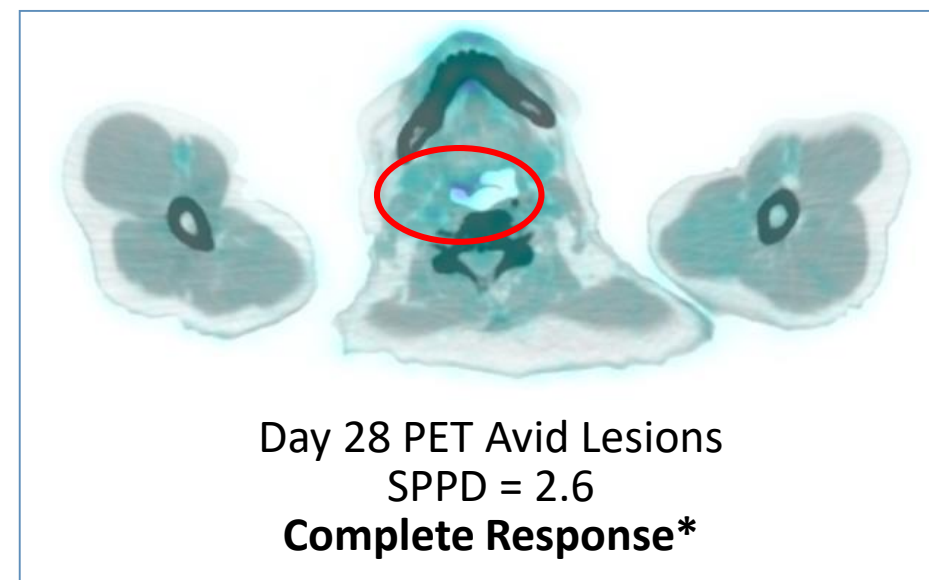 Day 28 PET Avid Lesions
SPPD = 2.6
Complete Response*